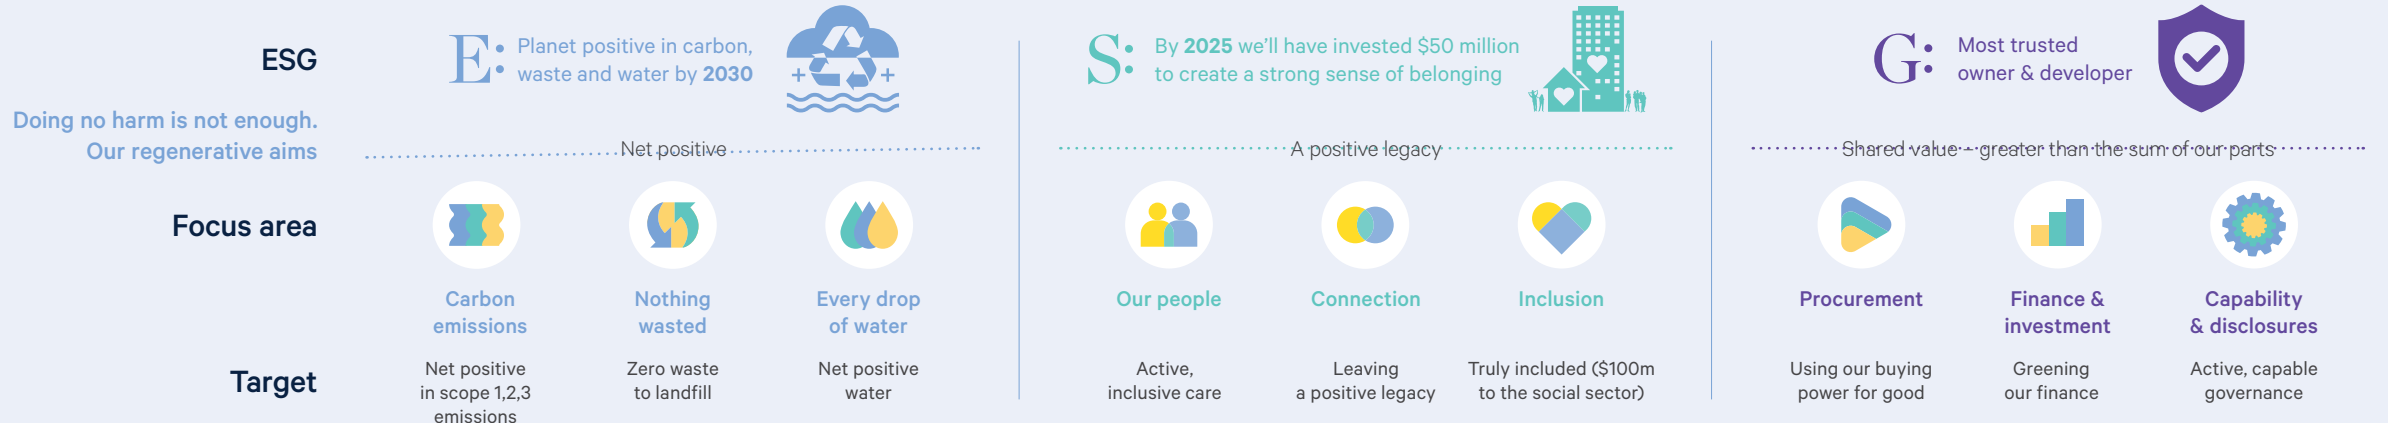 ESG
Doing no harm is not enough.
Our regenerative aims
E: Planet positive in carbon,
waste and water by 2030
S: By 2025 we’ll have invested $50 million
to create a strong sense of belonging
G: Most trusted
owner & developer
Net positive
A positive legacy
Shared value – greater than the sum of our parts
Focus area
Carbon
emissions
Nothing
wasted
Every drop
of water
Our people
Connection
Inclusion
Procurement
Finance &
investment
Capability
& disclosures
Target
Net positive
in scope 1,2,3
emissions
Zero waste
to landfill
Net positive
water
Active,
inclusive care
Leaving
a positive legacy
Truly included ($100m
to the social sector)
Using our buying
power for good
Greening
our finance
Active, capable
governance